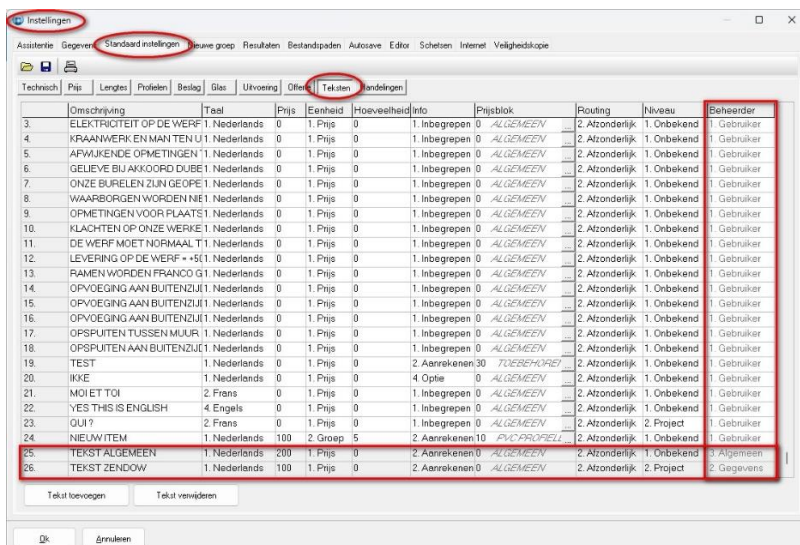 Instellingen
Assistentie Gegevens Standaard instellingen Nieuwe groep Resultaten Bestandspaden Autosave Editor Schetsen Internet Veiligheidskopie
Technisch Prijs Lengtes Profielen Beslag Glas Uitvoering Offerte Teksten Handelingen
Omschrijving Taal Prijs Eenheid Hoeveelheid Info Prijsblok Routing Niveau Beheerder
3. ELEKTRICITEIT OP DE WERF 1. Nederlands 0 1. Prijs 0 1. Inbegrepen 0 ALGEMEEN ... 2. Afzonderlijk 1. Onbekend 1. Gebruiker
4. KRAANWERK EN MAN TEN U 1. Nederlands 0 1. Prijs 0 1. Inbegrepen 0 ALGEMEEN ... 2. Afzonderlijk 1. Onbekend 1. Gebruiker
5. AFWIJKENDE OPMETINGEN 1. Nederlands 0 1. Prijs 0 1. Inbegrepen 0 ALGEMEEN ... 2. Afzonderlijk 1. Onbekend 1. Gebruiker
6. GELIEVE BIJ AKKOORD DUBE 1. Nederlands 0 1. Prijs 0 1. Inbegrepen 0 ALGEMEEN ... 2. Afzonderlijk 1. Onbekend 1. Gebruiker
7. ONZE BURELEN ZIJN GEOPE 1. Nederlands 0 1. Prijs 0 1. Inbegrepen 0 ALGEMEEN ... 2. Afzonderlijk 1. Onbekend 1. Gebruiker
8. WAARBORGEN WORDEN NIE 1. Nederlands 0 1. Prijs 0 1. Inbegrepen 0 ALGEMEEN ... 2. Afzonderlijk 1. Onbekend 1. Gebruiker
9. OPMETINGEN VOOR PLAATS 1. Nederlands 0 1. Prijs 0 1. Inbegrepen 0 ALGEMEEN ... 2. Afzonderlijk 1. Onbekend 1. Gebruiker
10. KLACHTEN OP ONZE WERKE 1. Nederlands 0 1. Prijs 0 1. Inbegrepen 0 ALGEMEEN ... 2. Afzonderlijk 1. Onbekend 1. Gebruiker
11. DE WERF MOET NORMAAL T 1. Nederlands 0 1. Prijs 0 1. Inbegrepen 0 ALGEMEEN ... 2. Afzonderlijk 1. Onbekend 1. Gebruiker
12. LEVERING OP DE WERF = +5 1. Nederlands 0 1. Prijs 0 1. Inbegrepen 0 ALGEMEEN ... 2. Afzonderlijk 1. Onbekend 1. Gebruiker
13. RAMEN WORDEN FRANCO G 1. Nederlands 0 1. Prijs 0 1. Inbegrepen 0 ALGEMEEN ... 2. Afzonderlijk 1. Onbekend 1. Gebruiker
14. OPVOEGING AAN BUITENZIJ 1. Nederlands 0 1. Prijs 0 1. Inbegrepen 0 ALGEMEEN ... 2. Afzonderlijk 1. Onbekend 1. Gebruiker
15. OPVOEGING AAN BUITENZIJ 1. Nederlands 0 1. Prijs 0 1. Inbegrepen 0 ALGEMEEN ... 2. Afzonderlijk 1. Onbekend 1. Gebruiker
16. OPVOEGING AAN BUITENZIJ 1. Nederlands 0 1. Prijs 0 1. Inbegrepen 0 ALGEMEEN ... 2. Afzonderlijk 1. Onbekend 1. Gebruiker
17. OPSPUITEN TUSSEN MUUR 1. Nederlands 0 1. Prijs 0 1. Inbegrepen 0 ALGEMEEN ... 2. Afzonderlijk 1. Onbekend 1. Gebruiker
18. OPSPUITEN AAN BUITENZIJD 1. Nederlands 0 1. Prijs 0 1. Inbegrepen 0 ALGEMEEN ... 2. Afzonderlijk 1. Onbekend 1. Gebruiker
19. TEST 1. Nederlands 0 1. Prijs 0 2. Aanrekenen 30 TOEBEHOREN ... 2. Afzonderlijk 1. Onbekend 1. Gebruiker
20. IKKE 1. Nederlands 0 1. Prijs 0 4. Optie 0 ALGEMEEN ... 2. Afzonderlijk 1. Onbekend 1. Gebruiker
21. MOI ET TOI 2. Frans 0 1. Prijs 0 1. Inbegrepen 0 ALGEMEEN ... 2. Afzonderlijk 1. Onbekend 1. Gebruiker
22. YES THIS IS ENGLISH 4. Engels 0 1. Prijs 0 1. Inbegrepen 0 ALGEMEEN ... 2. Afzonderlijk 1. Onbekend 1. Gebruiker
23. QUI ? 2. Frans 0 1. Prijs 0 1. Inbegrepen 0 ALGEMEEN ... 2. Afzonderlijk 2. Project 1. Gebruiker
24. NIEUW ITEM 1. Nederlands 100 2. Groep 5 2. Aanrekenen 10 PVC PROFIELL ... 2. Afzonderlijk 1. Onbekend 1. Gebruiker
25. TEKST ALGEMEEN 1. Nederlands 200 1. Prijs 0 2. Aanrekenen 0 ALGEMEEN ... 2. Afzonderlijk 1. Onbekend 3. Algemeen
26. TEKST ZENDOW 1. Nederlands 100 1. Prijs 0 2. Aanrekenen 0 ALGEMEEN ... 2. Afzonderlijk 2. Project 2. Gegevens
Tekst toevoegen Tekst verwijderen
Ok Annuleren